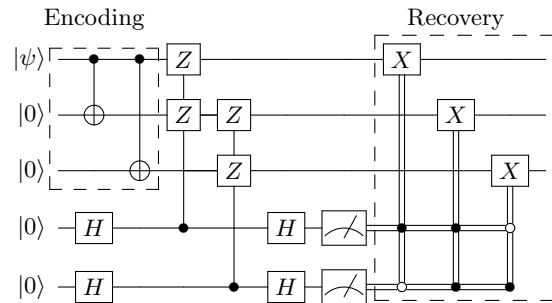 Encoding Recovery
|ψ⟩ Z X
|0⟩ Z Z X
|0⟩ Z X
|0⟩ H H
|0⟩ H H